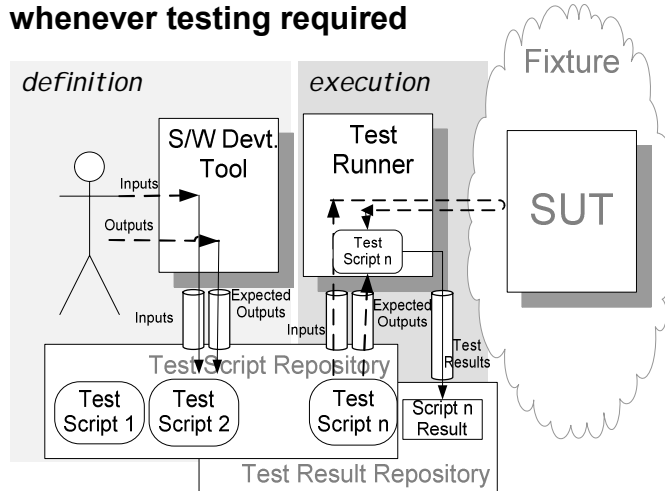 whenever testing required
definition
execution
Fixture
S/W Devt.
Tool
Test
Runner
SUT
Inputs
Outputs
Test
Script n
Inputs
Expected
Outputs
Inputs
Expected
Outputs
Test
Results
Test Script Repository
Test
Script 1
Test
Script 2
Test
Script n
Script n
Result
Test Result Repository